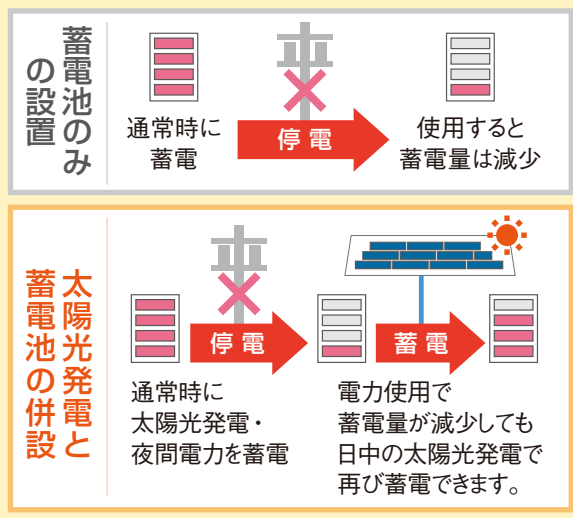 蓄電池のみ
の設置
通常時に
蓄電
停電
使用すると
蓄電量は減少
太陽光発電と
蓄電池の併設
停電
蓄電
通常時に
太陽光発電・
夜間電力を蓄電
電力使用で
蓄電量が減少しても
日中の太陽光発電で
再び蓄電できます。